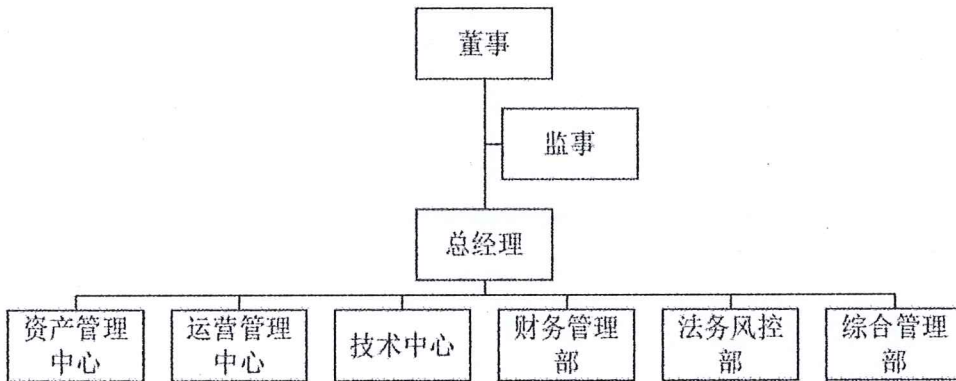 董事
监事
总经理
资产管理
中心
运营管理
中心
技术中心
财务管理
部
法务风控
部
综合管理
部